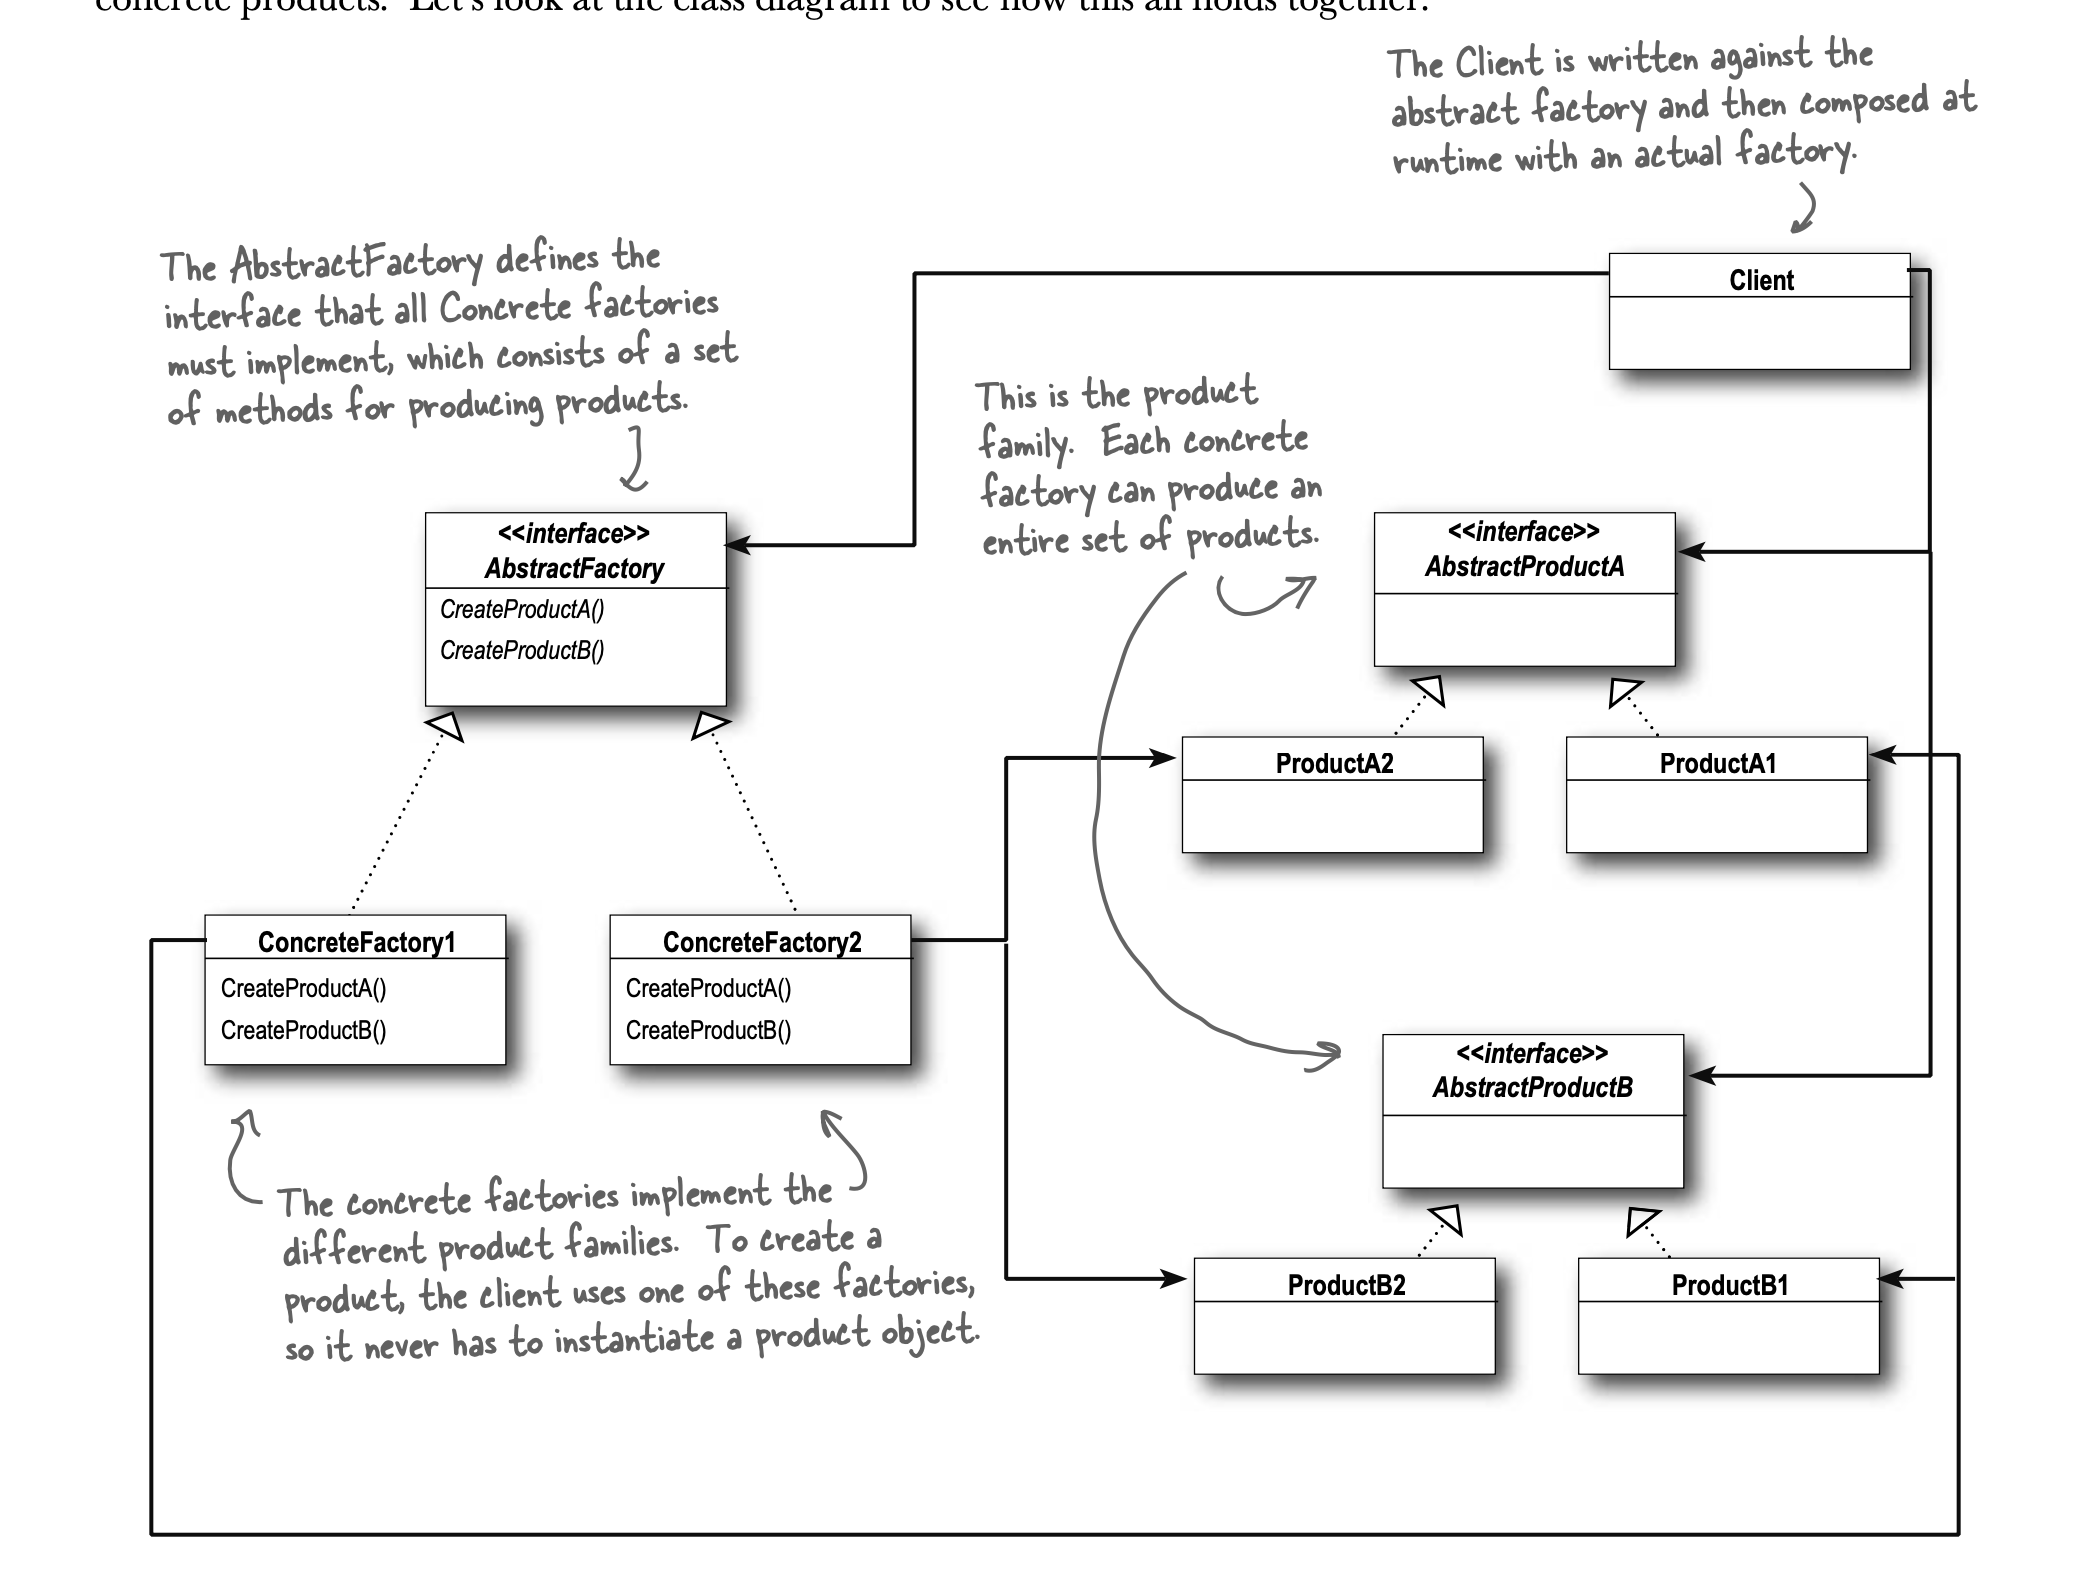 concrete products. Let's look at the class diagram to see how this all holds together.
The Client is written against the
abstract factory and then composed at
runtime with an actual factory.
The AbstractFactory defines the
interface that all Concrete factories
must implement, which consists of a set
of methods for producing products.
Client
This is the product
family. Each concrete
factory can produce an
entire set of products.
<<interface>>
AbstractFactory
CreateProductA()
CreateProductB()
<<interface>>
AbstractProductA
ProductA2
ProductA1
ConcreteFactory1
CreateProductA()
CreateProductB()
ConcreteFactory2
CreateProductA()
CreateProductB()
<<interface>>
AbstractProductB
The concrete factories implement the
different product families. To create a
product, the client uses one of these factories,
so it never has to instantiate a product object.
ProductB2
ProductB1